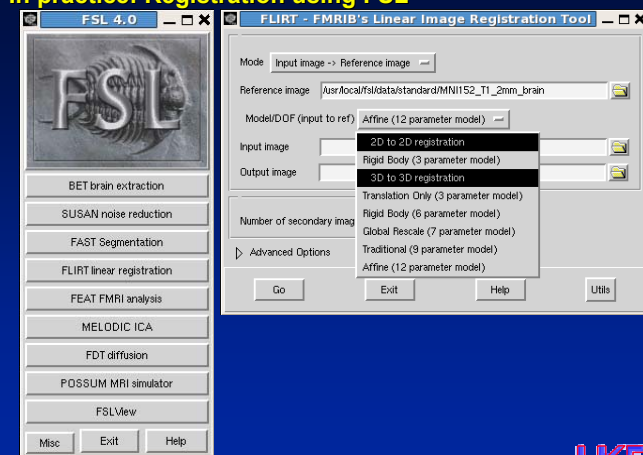 In practice: Registration using FSL
FSL 4.0
FSL
BET brain extraction
SUSAN noise reduction
FAST Segmentation
FLIRT linear registration
FEAT FMRI analysis
MELODIC ICA
FDT diffusion
POSSUM MRI simulator
FSLView
Misc
Exit
Help
FLIRT - FMRIB's Linear Image Registration Tool
Mode Input image -> Reference image
Reference image /usr/local/fsl/data/standard/MNI152_T1_2mm_brain
Model/DOF (input to ref) Affine (12 parameter model)
2D to 2D registration
Rigid Body (3 parameter model)
3D to 3D registration
Translation Only (3 parameter model)
Rigid Body (6 parameter model)
Global Rescale (7 parameter model)
Traditional (9 parameter model)
Affine (12 parameter model)
Input image
Output image
Number of secondary imag
Advanced Options
Go
Exit
Help
Utils